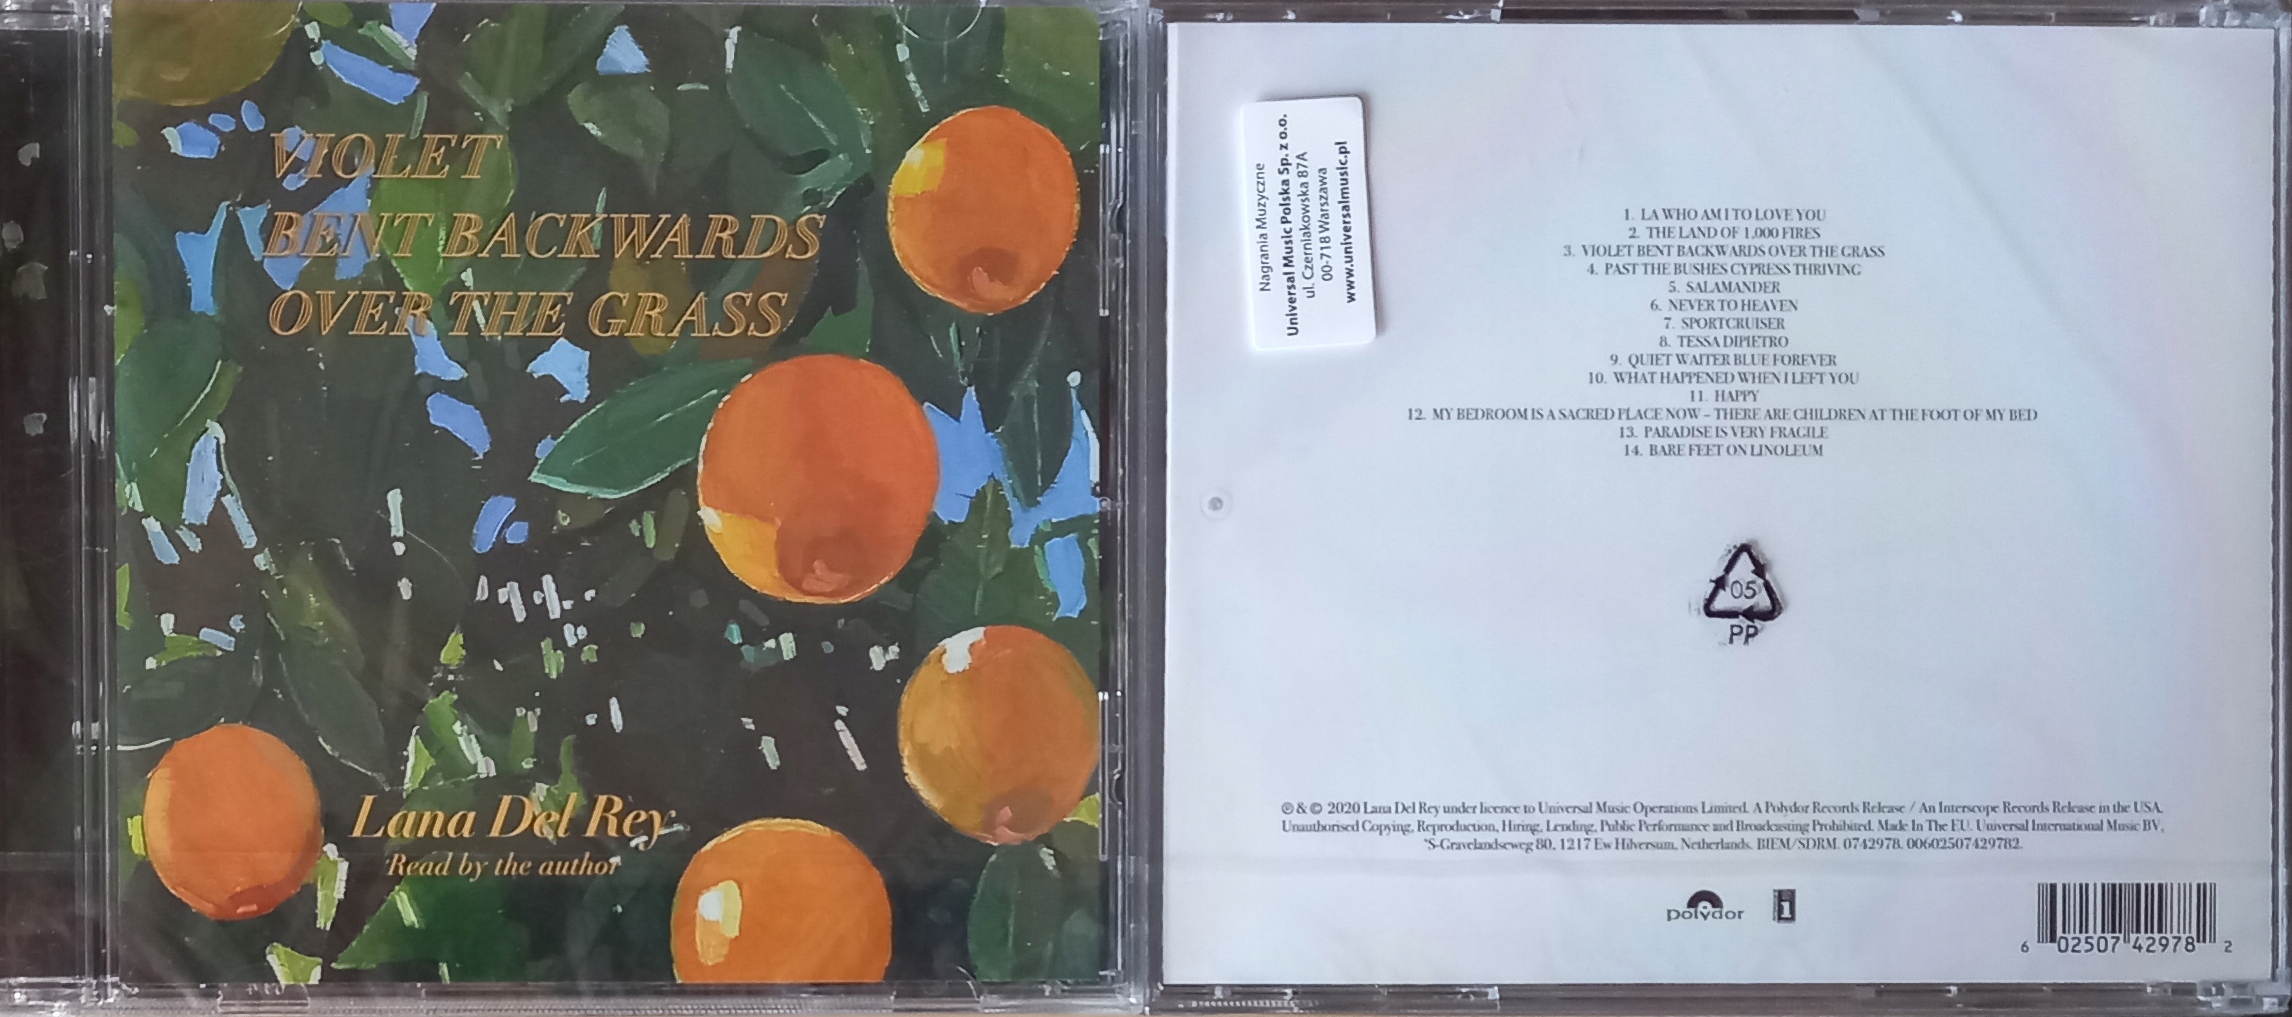 VIOLET
BENT BACKWARDS
OVER THE GRASS
Lana Del Rey
Read by the author
Nagrania Muzyczne
Universal Music Polska Sp. z o.o.
ul. Czerniakowska 87A
00-718 Warszawa
www.universalmusic.pl
1. LA WHO AM I TO LOVE YOU
2. THE LAND OF 1,000 FIRES
3. VIOLET BENT BACKWARDS OVER THE GRASS
4. PAST THE BUSHES CYPRESS THRIVING
5. SALAMANDER
6. NEVER TO HEAVEN
7. SPORTCRUISER
8. TESSA DIPIETRO
9. QUIET WAITER BLUE FOREVER
10. WHAT HAPPENED WHEN I LEFT YOU
11. HAPPY
12. MY BEDROOM IS A SACRED PLACE NOW – THERE ARE CHILDREN AT THE FOOT OF MY BED
13. PARADISE IS VERY FRAGILE
14. BARE FEET ON LINOLEUM
05
PP
℗ & © 2020 Lana Del Rey under licence to Universal Music Operations Limited. A Polydor Records Release / An Interscope Records Release in the USA.
Unauthorised Copying, Reproduction, Hiring, Lending, Public Performance and Broadcasting Prohibited. Made In The EU. Universal International Music BV,
'S-Gravelandseweg 80, 1217 Ew Hilversum, Netherlands. BIEM/SDRM. 0742978. 00602507429782.
polydor
i
6 02507 42978 2